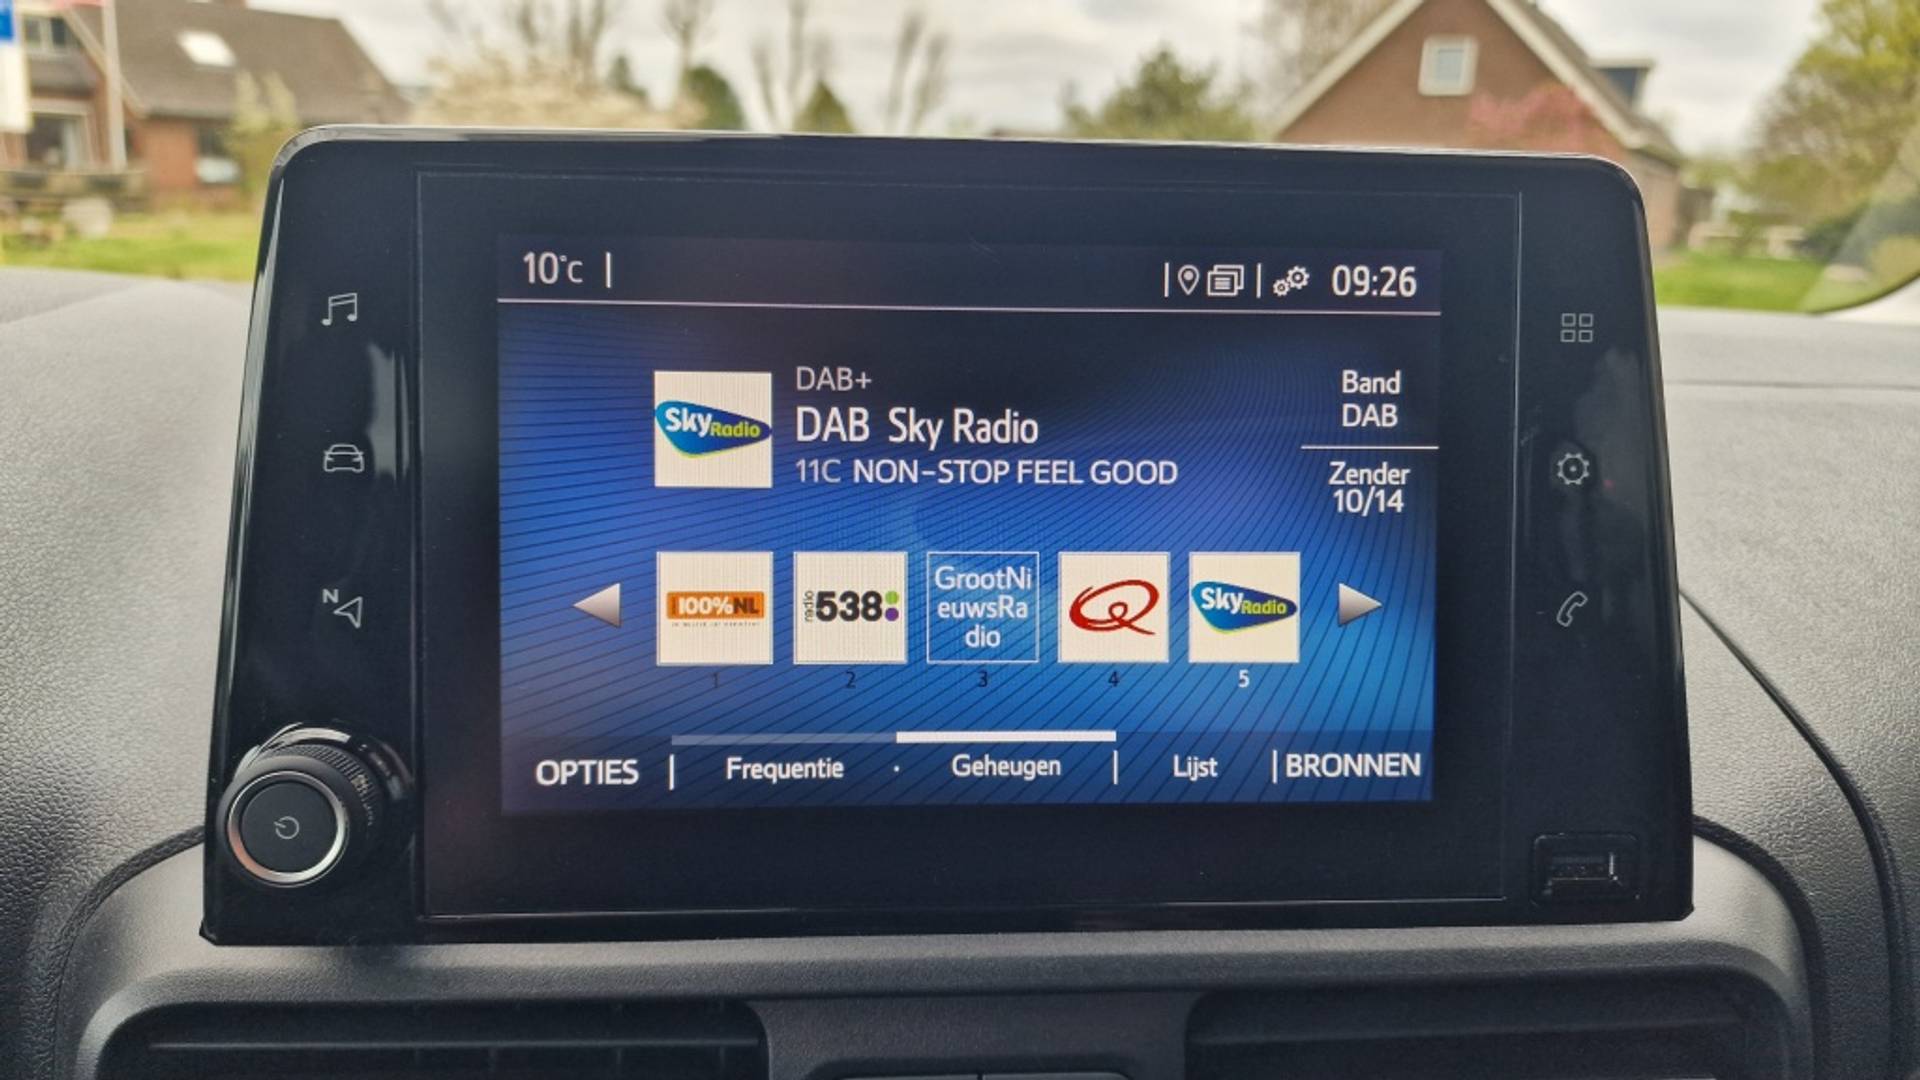 10°C
09:26
DAB+
DAB Sky Radio
11C NON-STOP FEEL GOOD
Sky Radio
Band
DAB
Zender
10/14
100%NL
radio 538
GrootNi
euwsRa
dio
Q
Sky Radio
1 2 3 4 5
OPTIES Frequentie · Geheugen Lijst BRONNEN
N